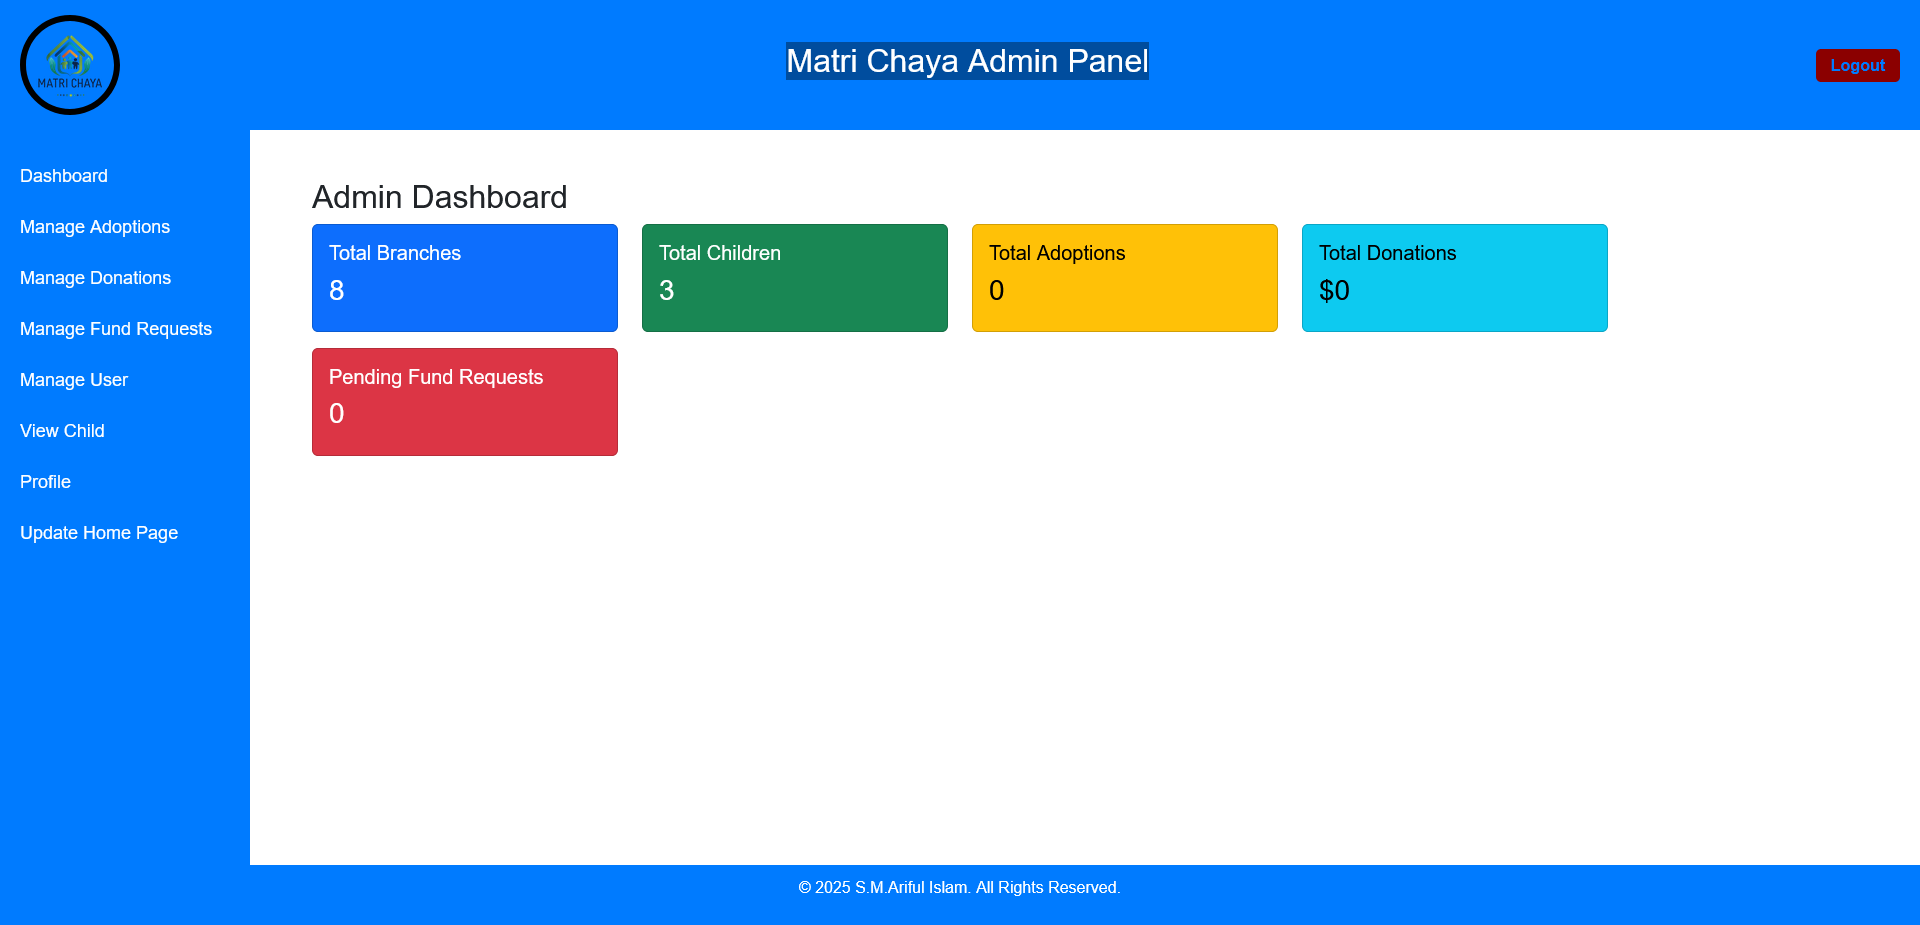 MATRI CHAYA
Matri Chaya Admin Panel
Logout
Dashboard
Manage Adoptions
Manage Donations
Manage Fund Requests
Manage User
View Child
Profile
Update Home Page
Admin Dashboard
Total Branches
8
Total Children
3
Total Adoptions
0
Total Donations
$0
Pending Fund Requests
0
© 2025 S.M.Ariful Islam. All Rights Reserved.